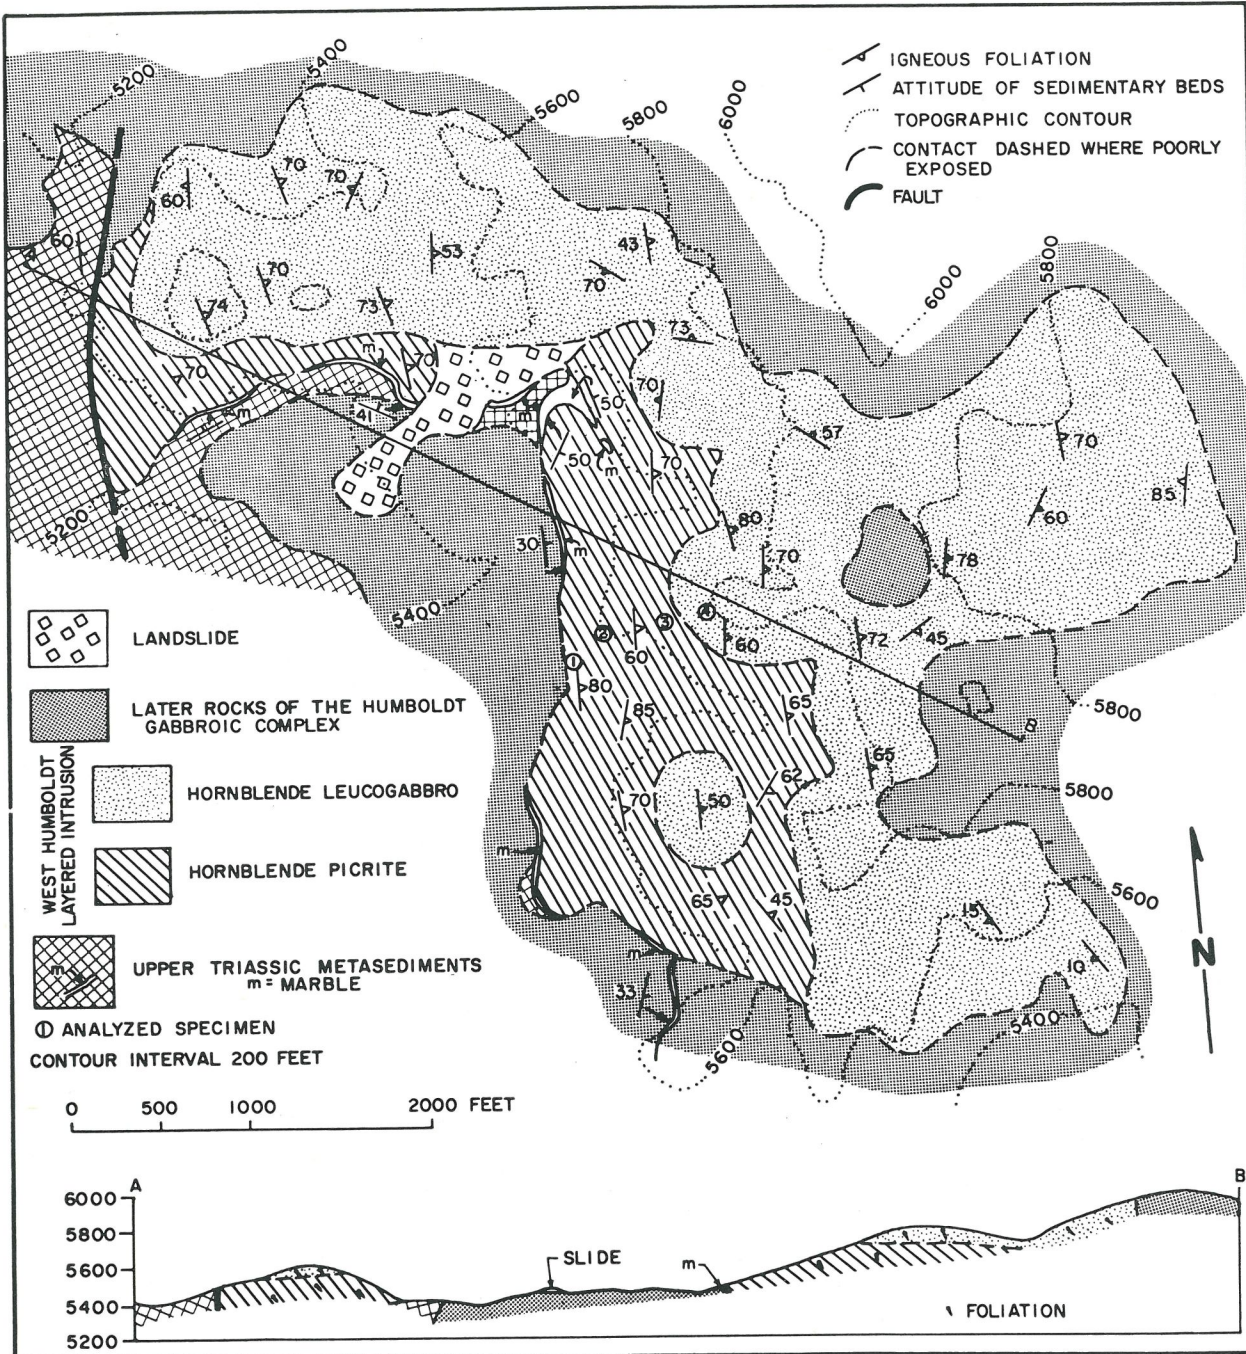 5200
5400
5600
5800
6000
IGNEOUS FOLIATION
ATTITUDE OF SEDIMENTARY BEDS
TOPOGRAPHIC CONTOUR
CONTACT DASHED WHERE POORLY
EXPOSED
FAULT
70
70
60
60
A
53
43
70
70
74
73
73
6000
5800
m
70
70
m
41
m
70
50
50
m
70
57
70
85
60
80
5200
30
m
70
78
5400
4
3
2
60
60
72
45
1
80
85
65
65
B
5800
62
70
50
5800
65
45
15
5600
10
m
m
33
5600
5400
N
LANDSLIDE
LATER ROCKS OF THE HUMBOLDT
GABBROIC COMPLEX
WEST HUMBOLDT
LAYERED INTRUSION
HORNBLENDE LEUCOGABBRO
HORNBLENDE PICRITE
m
UPPER TRIASSIC METASEDIMENTS
m = MARBLE
① ANALYZED SPECIMEN
CONTOUR INTERVAL 200 FEET
0 500 1000 2000 FEET
A B
6000
5800
5600
5400
5200
SLIDE
m
FOLIATION